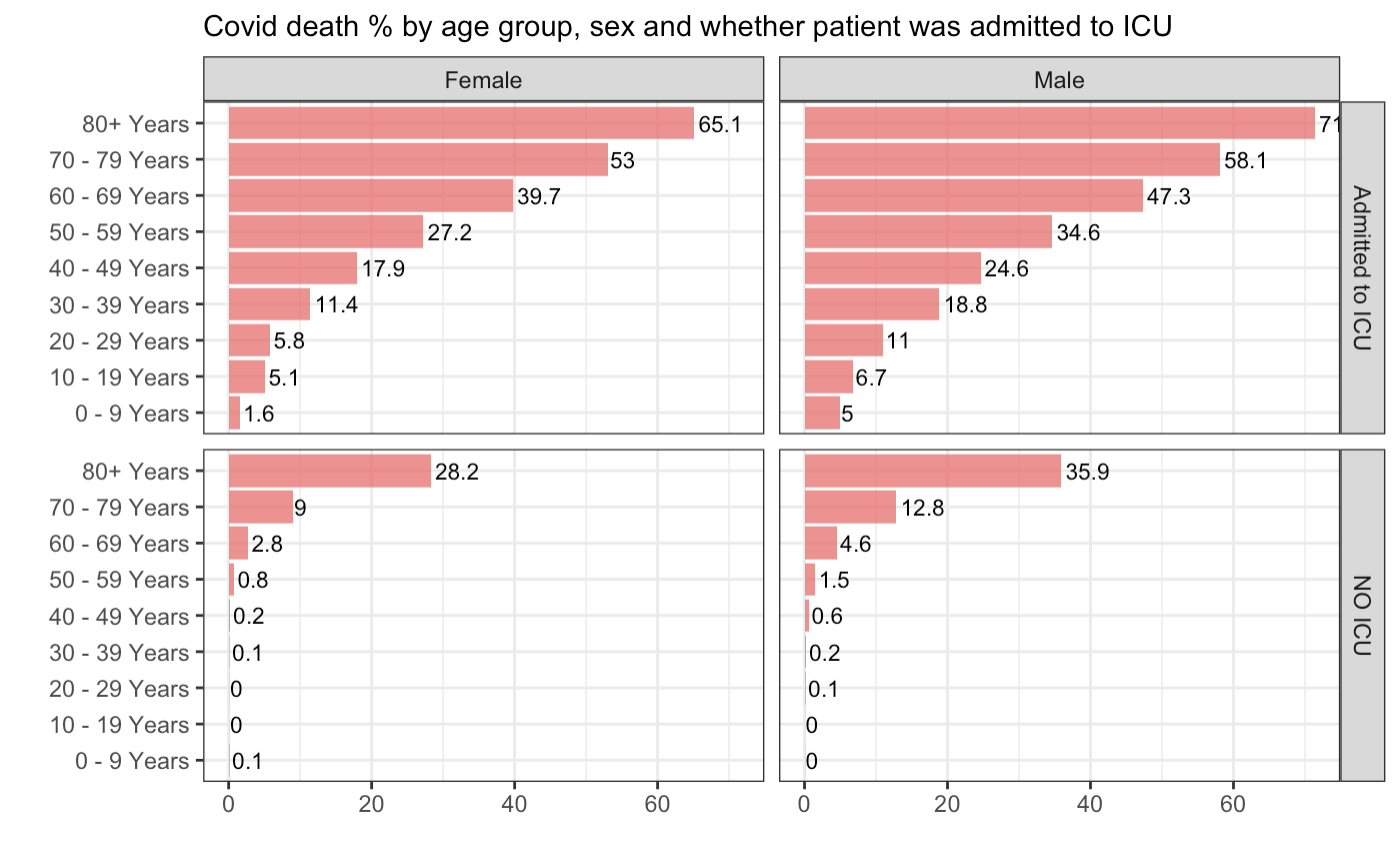 Covid death % by age group, sex and whether patient was admitted to ICU
Female
Male
80+ Years
65.1
71
70 - 79 Years
53
58.1
60 - 69 Years
39.7
47.3
50 - 59 Years
27.2
34.6
40 - 49 Years
17.9
24.6
30 - 39 Years
11.4
18.8
20 - 29 Years
5.8
11
10 - 19 Years
5.1
6.7
0 - 9 Years
1.6
5
Admitted to ICU
80+ Years
28.2
35.9
70 - 79 Years
9
12.8
60 - 69 Years
2.8
4.6
50 - 59 Years
0.8
1.5
40 - 49 Years
0.2
0.6
30 - 39 Years
0.1
0.2
20 - 29 Years
0
0.1
10 - 19 Years
0
0
0 - 9 Years
0.1
0
NO ICU
0 20 40 60
0 20 40 60